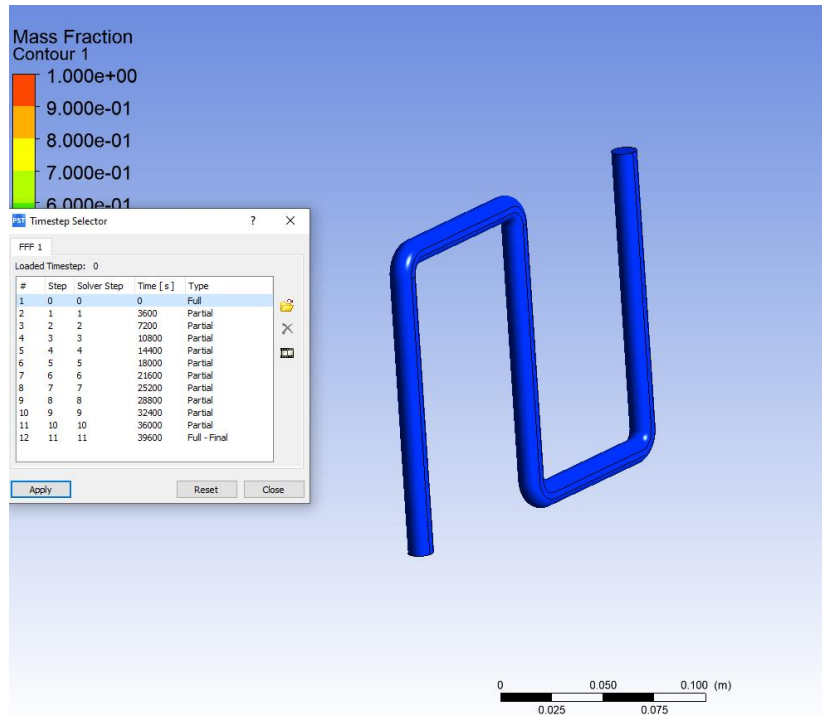 Mass Fraction
Contour 1
1.000e+00
9.000e-01
8.000e-01
7.000e-01
6.000e-01
PST Timestep Selector ? X
FFF 1
Loaded Timestep: 0
# Step Solver Step Time [ s ] Type
1 0 0 0 Full
2 1 1 3600 Partial
3 2 2 7200 Partial
4 3 3 10800 Partial
5 4 4 14400 Partial
6 5 5 18000 Partial
7 6 6 21600 Partial
8 7 7 25200 Partial
9 8 8 28800 Partial
10 9 9 32400 Partial
11 10 10 36000 Partial
12 11 11 39600 Full - Final
Apply Reset Close
0 0.050 0.100 (m)
0.025 0.075